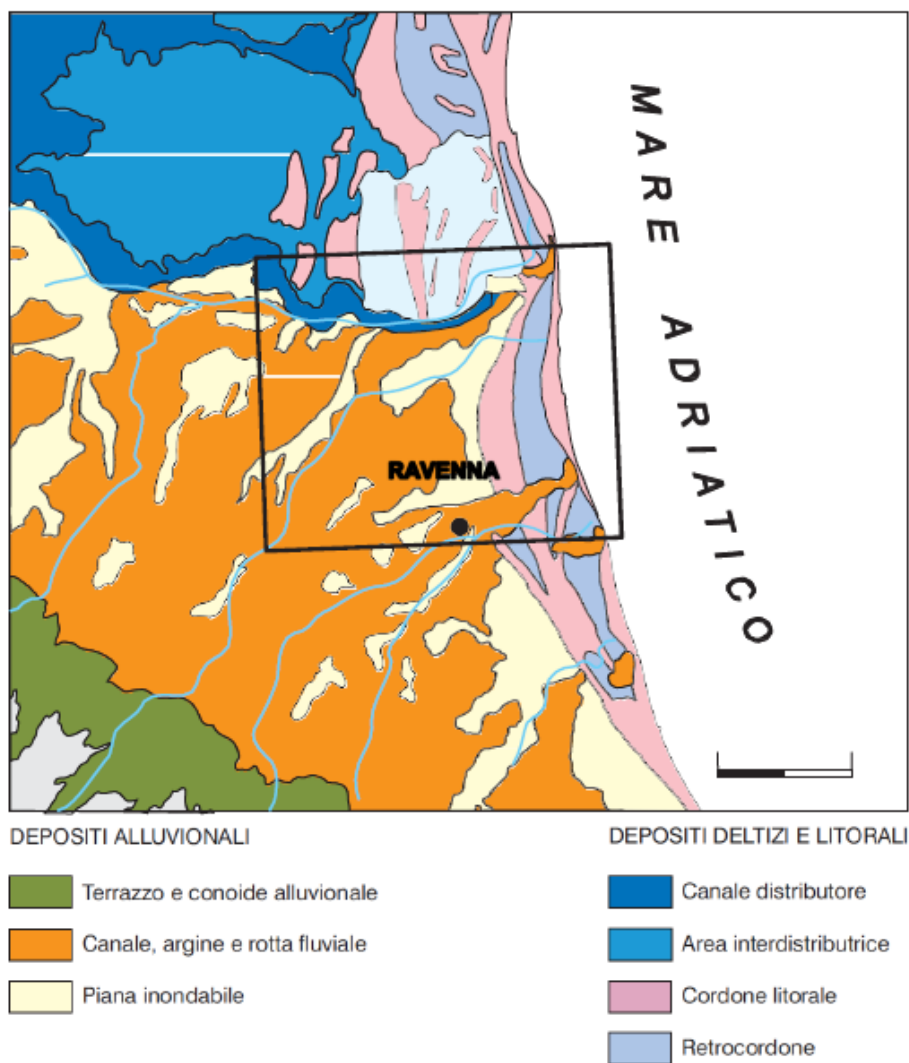 MARE ADRIATICO
RAVENNA
DEPOSITI ALLUVIONALI
Terrazzo e conoide alluvionale
Canale, argine e rotta fluviale
Piana inondabile
DEPOSITI DELTIZI E LITORALI
Canale distributore
Area interdistributrice
Cordone litorale
Retrocordone